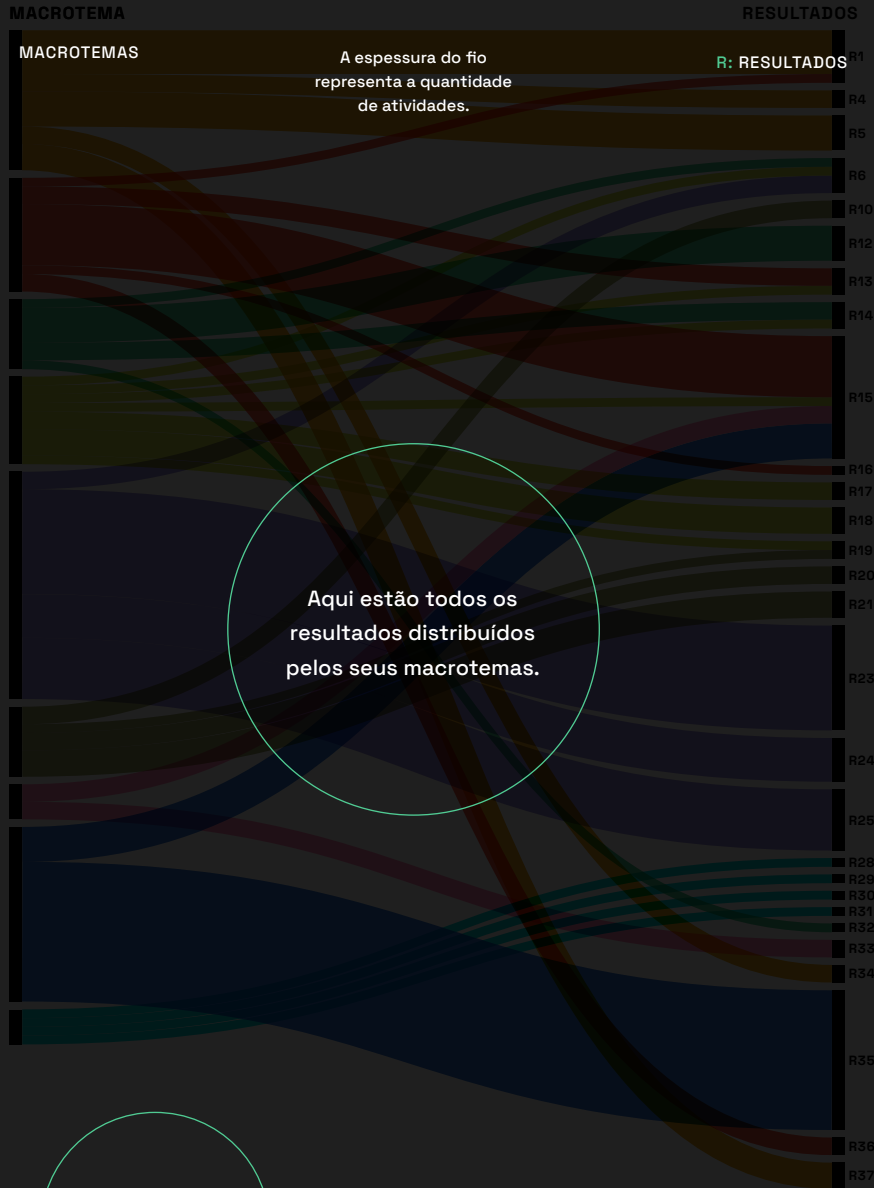 MACROTEMA
RESULTADOS
MACROTEMAS
A espessura do fio
representa a quantidade
de atividades.
R: RESULTADOS
R1
R4
R5
R6
R10
R12
R13
R14
R15
R16
R17
R18
R19
R20
R21
Aqui estão todos os
resultados distribuídos
pelos seus macrotemas.
R23
R24
R25
R28
R29
R30
R31
R32
R33
R34
R35
R36
R37